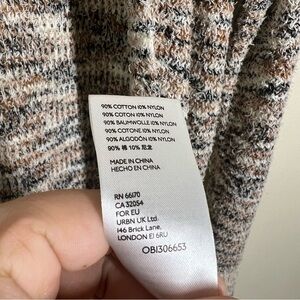 90% COTTON 10% NYLON
90% COTON 10% NYLON
90% BAUMWOLLE 10% NYLON
90% COTONE 10% NYLON
90% ALGODÓN 10% NYLON
90% 棉 10% 尼龙
MADE IN CHINA
HECHO EN CHINA
RN 66170
CA 32054
FOR EU
URBN UK Ltd.
146 Brick Lane,
LONDON E1 6RU
OB1306653